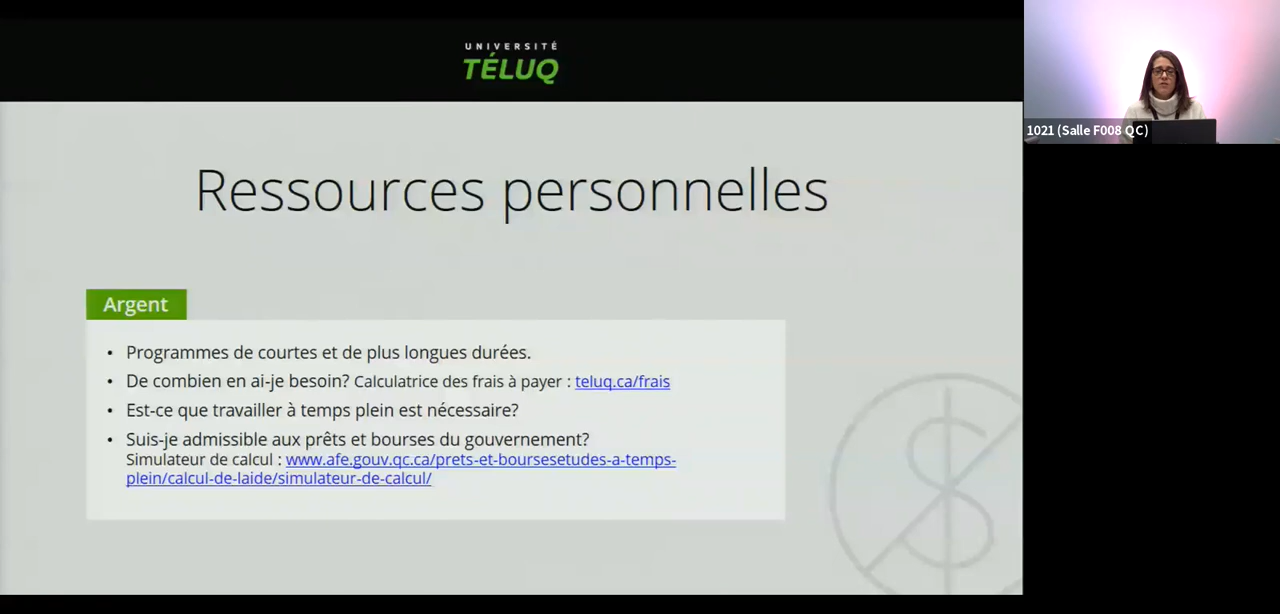 UNIVERSITÉ
TÉLUQ
1021 (Salle F008 QC)
Ressources personnelles
Argent
• Programmes de courtes et de plus longues durées.
• De combien en ai-je besoin? Calculatrice des frais à payer : teluq.ca/frais
• Est-ce que travailler à temps plein est nécessaire?
• Suis-je admissible aux prêts et bourses du gouvernement?
Simulateur de calcul : www.afe.gouv.qc.ca/prets-et-boursesetudes-a-temps-
plein/calcul-de-laide/simulateur-de-calcul/